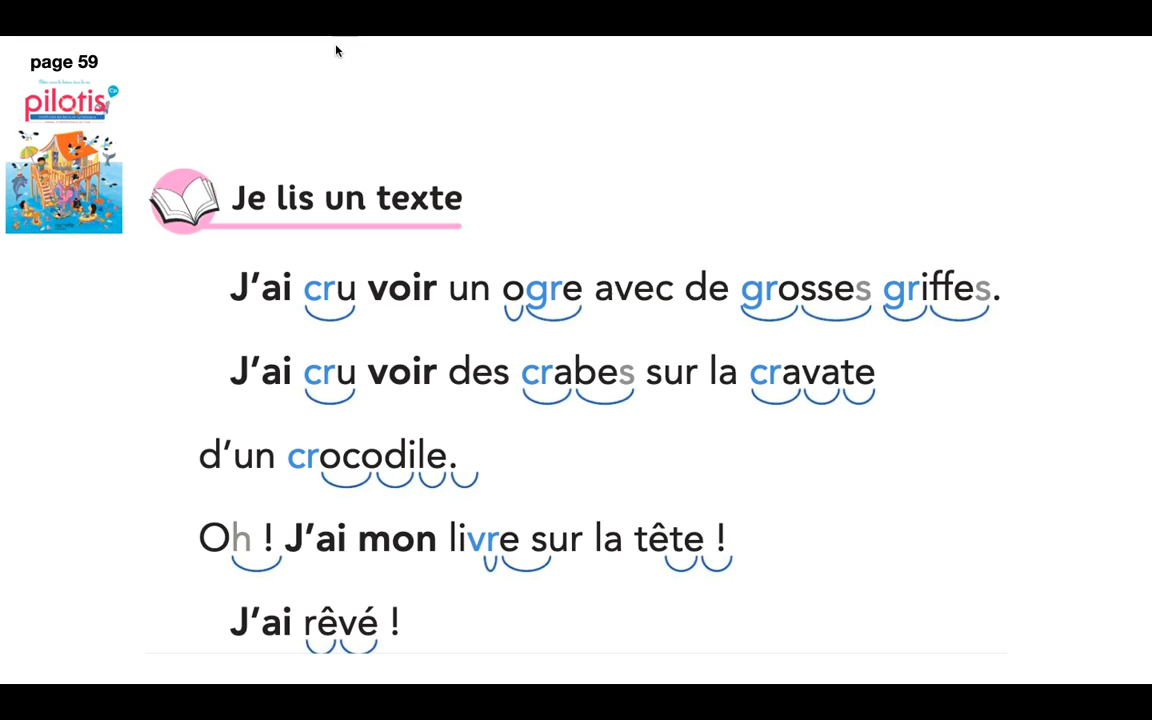 page 59
pilotis
Je lis un texte
J'ai cru voir un ogre avec de grosses griffes.
J'ai cru voir des crabes sur la cravate
d'un crocodile.
Oh ! J'ai mon livre sur la tête !
J'ai rêvé !